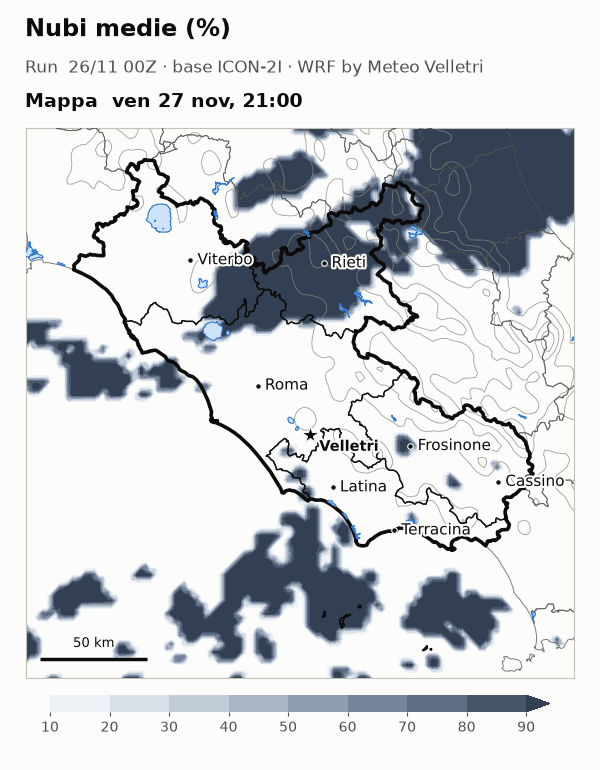 Nubi medie (%)
Run  26/11 00Z · base ICON-2I · WRF by Meteo Velletri
Mappa  ven 27 nov, 21:00
Viterbo
Rieti
Roma
Velletri
Frosinone
Cassino
Latina
Terracina
50 km
10 20 30 40 50 60 70 80 90